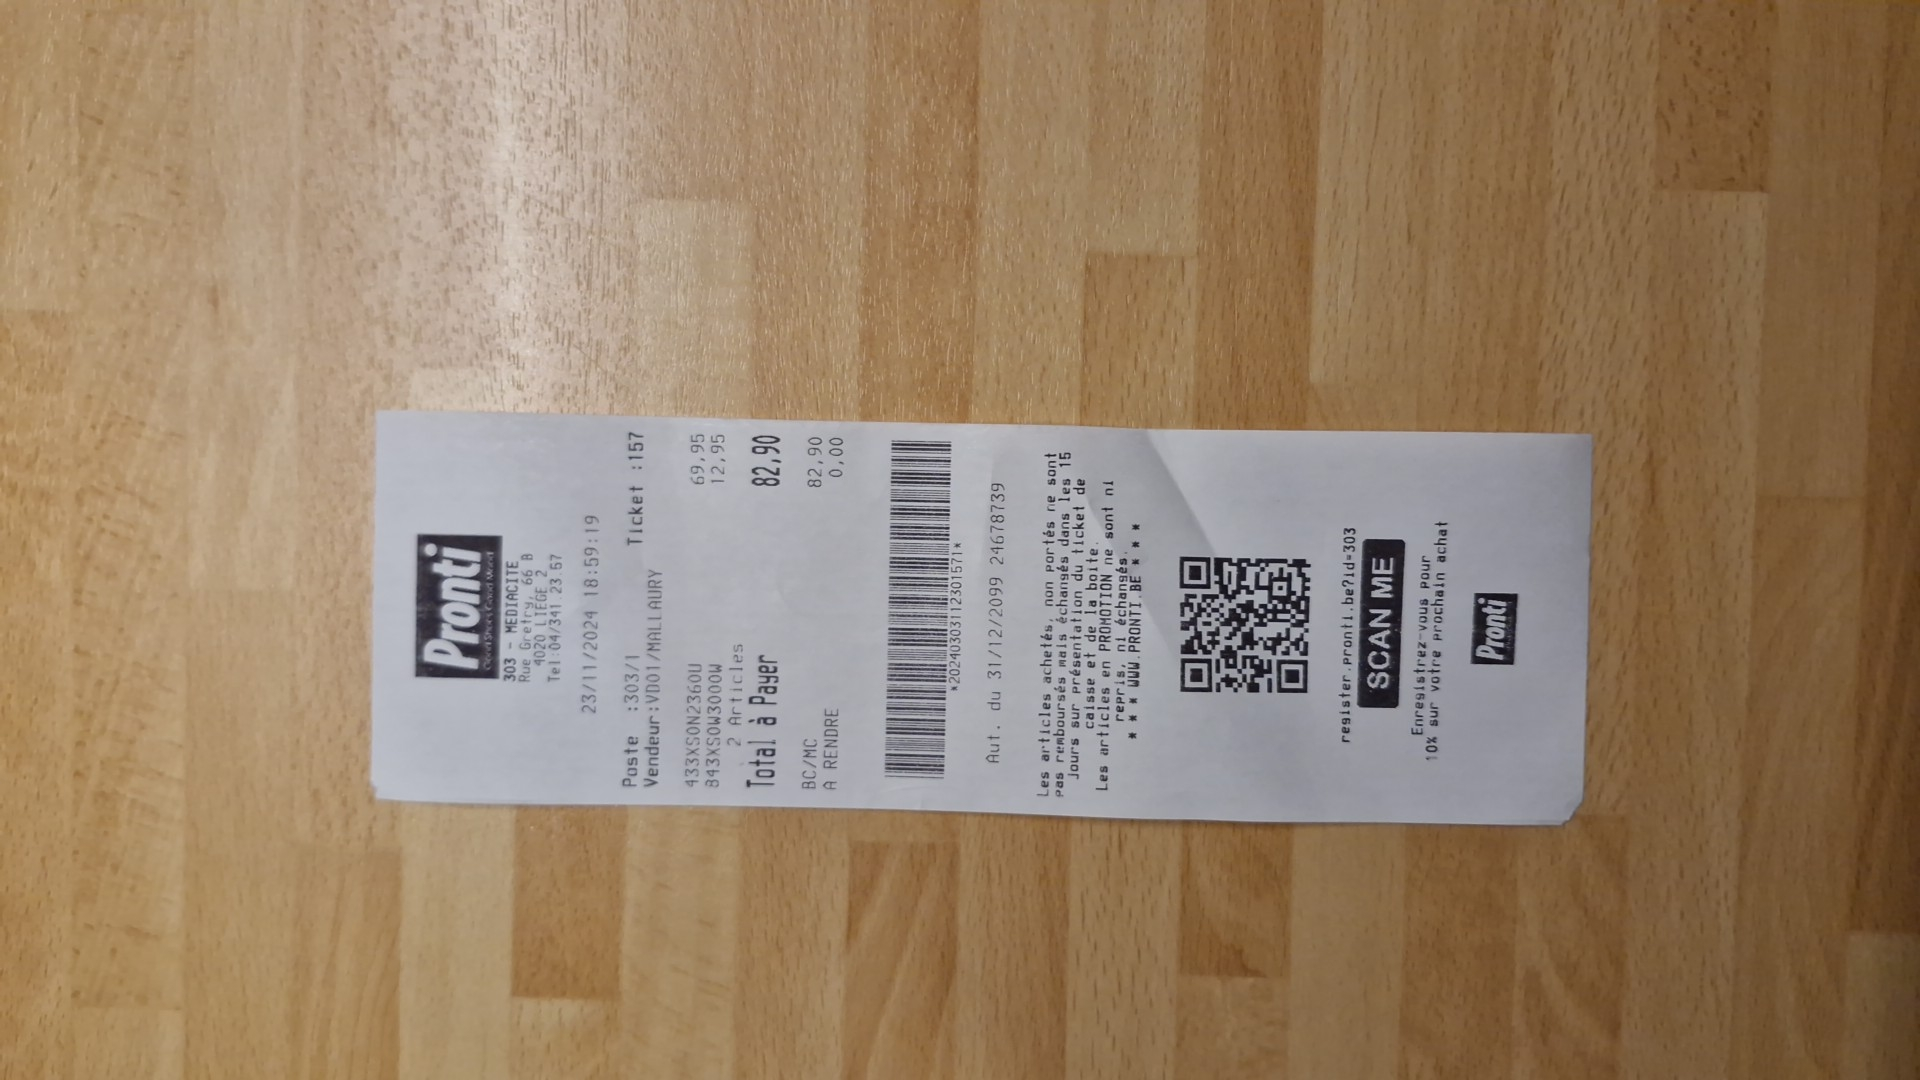 Pronti
Good Shoes Good Mood
303 - MEDIACITE
Rue Gretry, 66 B
4020 LIEGE 2
Tel:04/341.23.57
23/11/2024 18:59:19
Poste :303/1 Ticket :157
Vendeur:VD01/MALLAURY
433XSON2360U 69,95
843XSOW3000W 12,95
2 Articles
Total à Payer 82,90
BC/MC 82,90
A RENDRE 0,00
*20240303112301571*
Aut. du 31/12/2099 24678739
Les articles achetés, non portés ne sont
pas remboursés mais échangés dans les 15
jours sur présentation du ticket de
caisse et de la boite.
Les articles en PROMOTION ne sont ni
repris, ni échangés.
* * * WWW.PRONTI.BE * * *
register.pronti.be?id=303
SCAN ME
Enregistrez-vous pour
10% sur votre prochain achat
Pronti